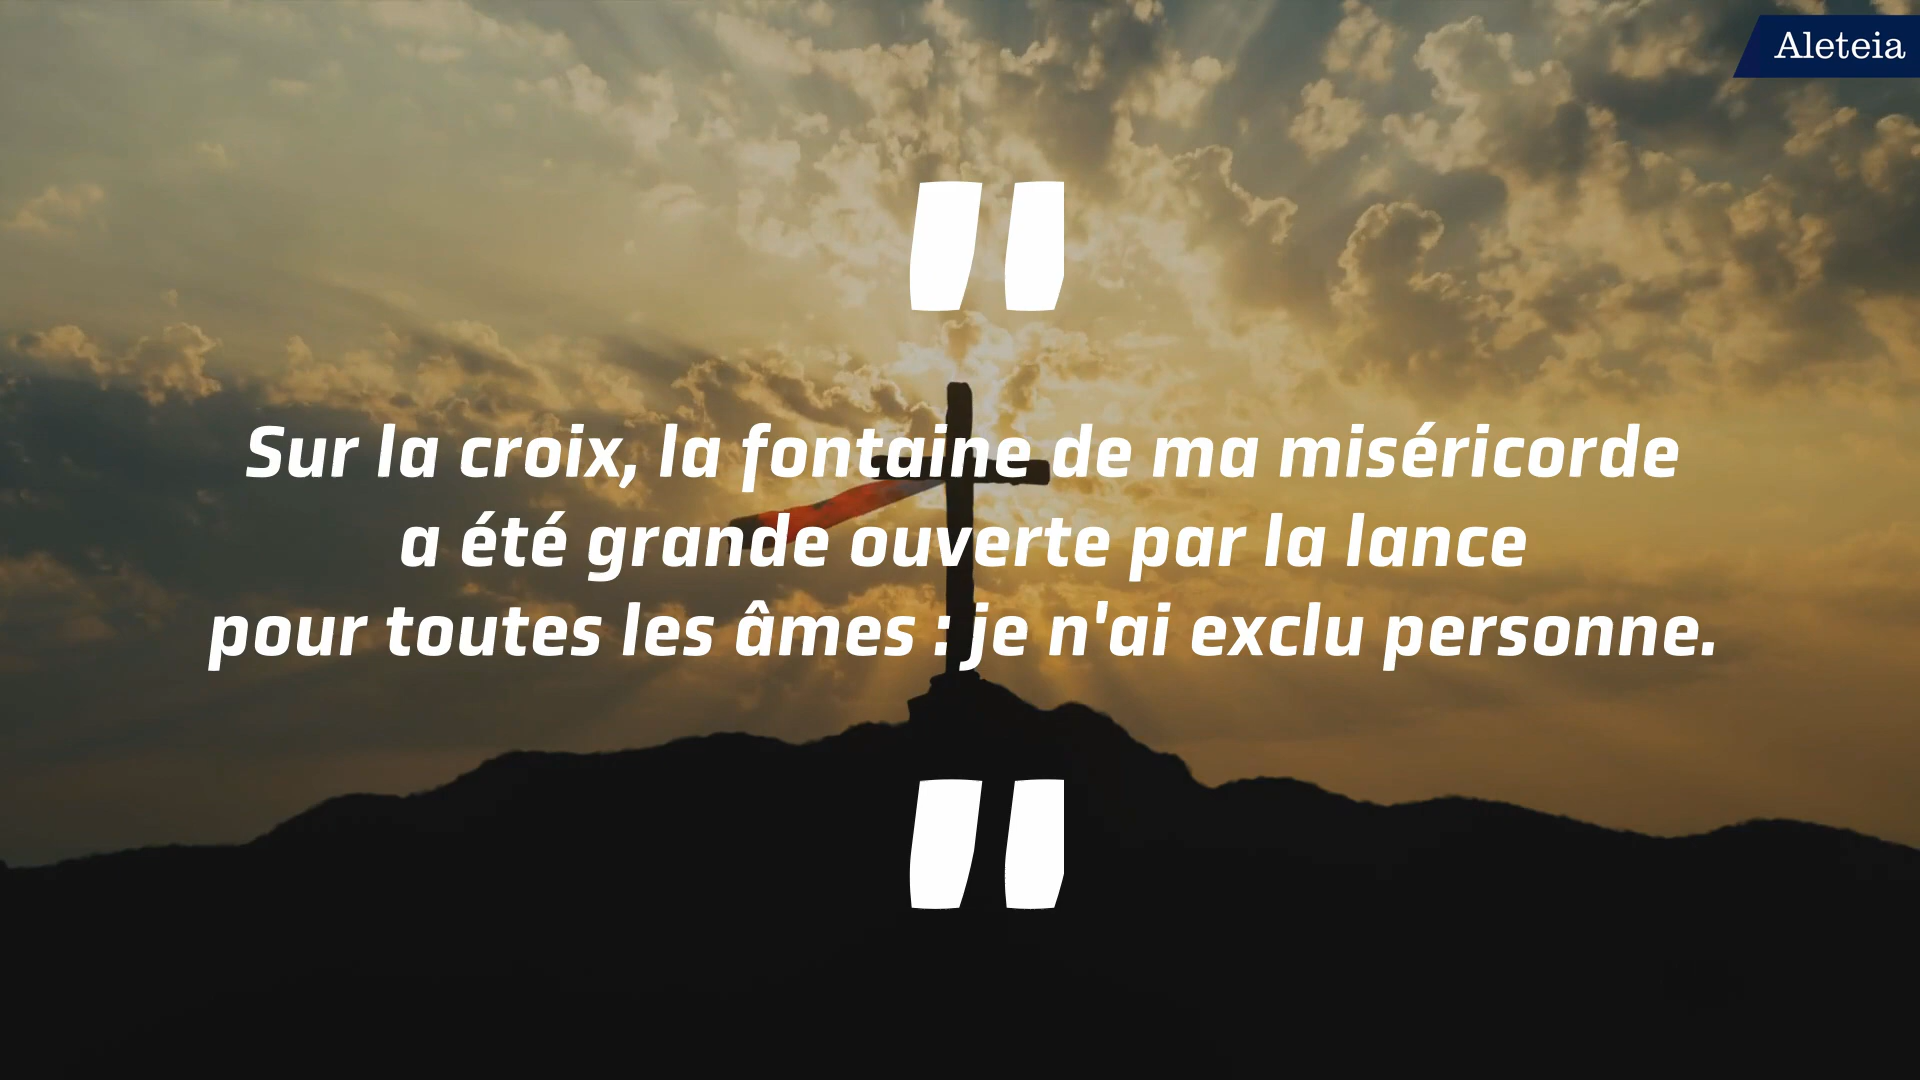 Aleteia
"
Sur la croix, la fontaine de ma miséricorde
a été grande ouverte par la lance
pour toutes les âmes : je n'ai exclu personne.
"